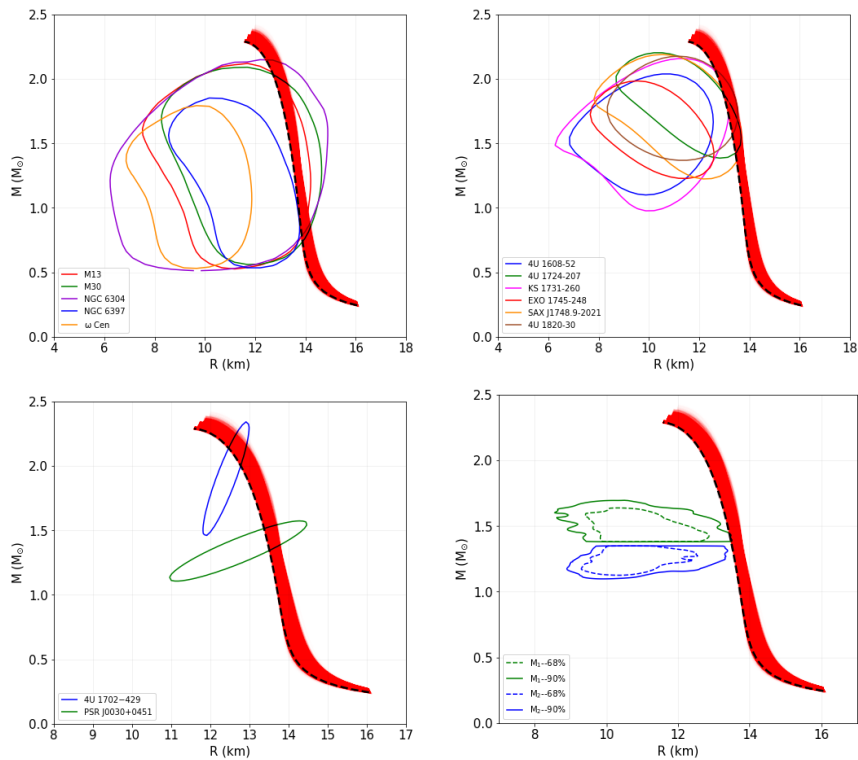 2.5
2.0
1.5
1.0
0.5
0.0
M (M☉)
M13
M30
NGC 6304
NGC 6397
ω Cen
4 6 8 10 12 14 16 18
R (km)
2.5
2.0
1.5
1.0
0.5
0.0
M (M☉)
4U 1608-52
4U 1724-207
KS 1731-260
EXO 1745-248
SAX J1748.9-2021
4U 1820-30
4 6 8 10 12 14 16 18
R (km)
2.5
2.0
1.5
1.0
0.5
0.0
M (M☉)
4U 1702−429
PSR J0030+0451
8 9 10 11 12 13 14 15 16 17
R (km)
2.5
2.0
1.5
1.0
0.5
0.0
M (M☉)
M₁--68%
M₁--90%
M₂--68%
M₂--90%
8 10 12 14 16
R (km)